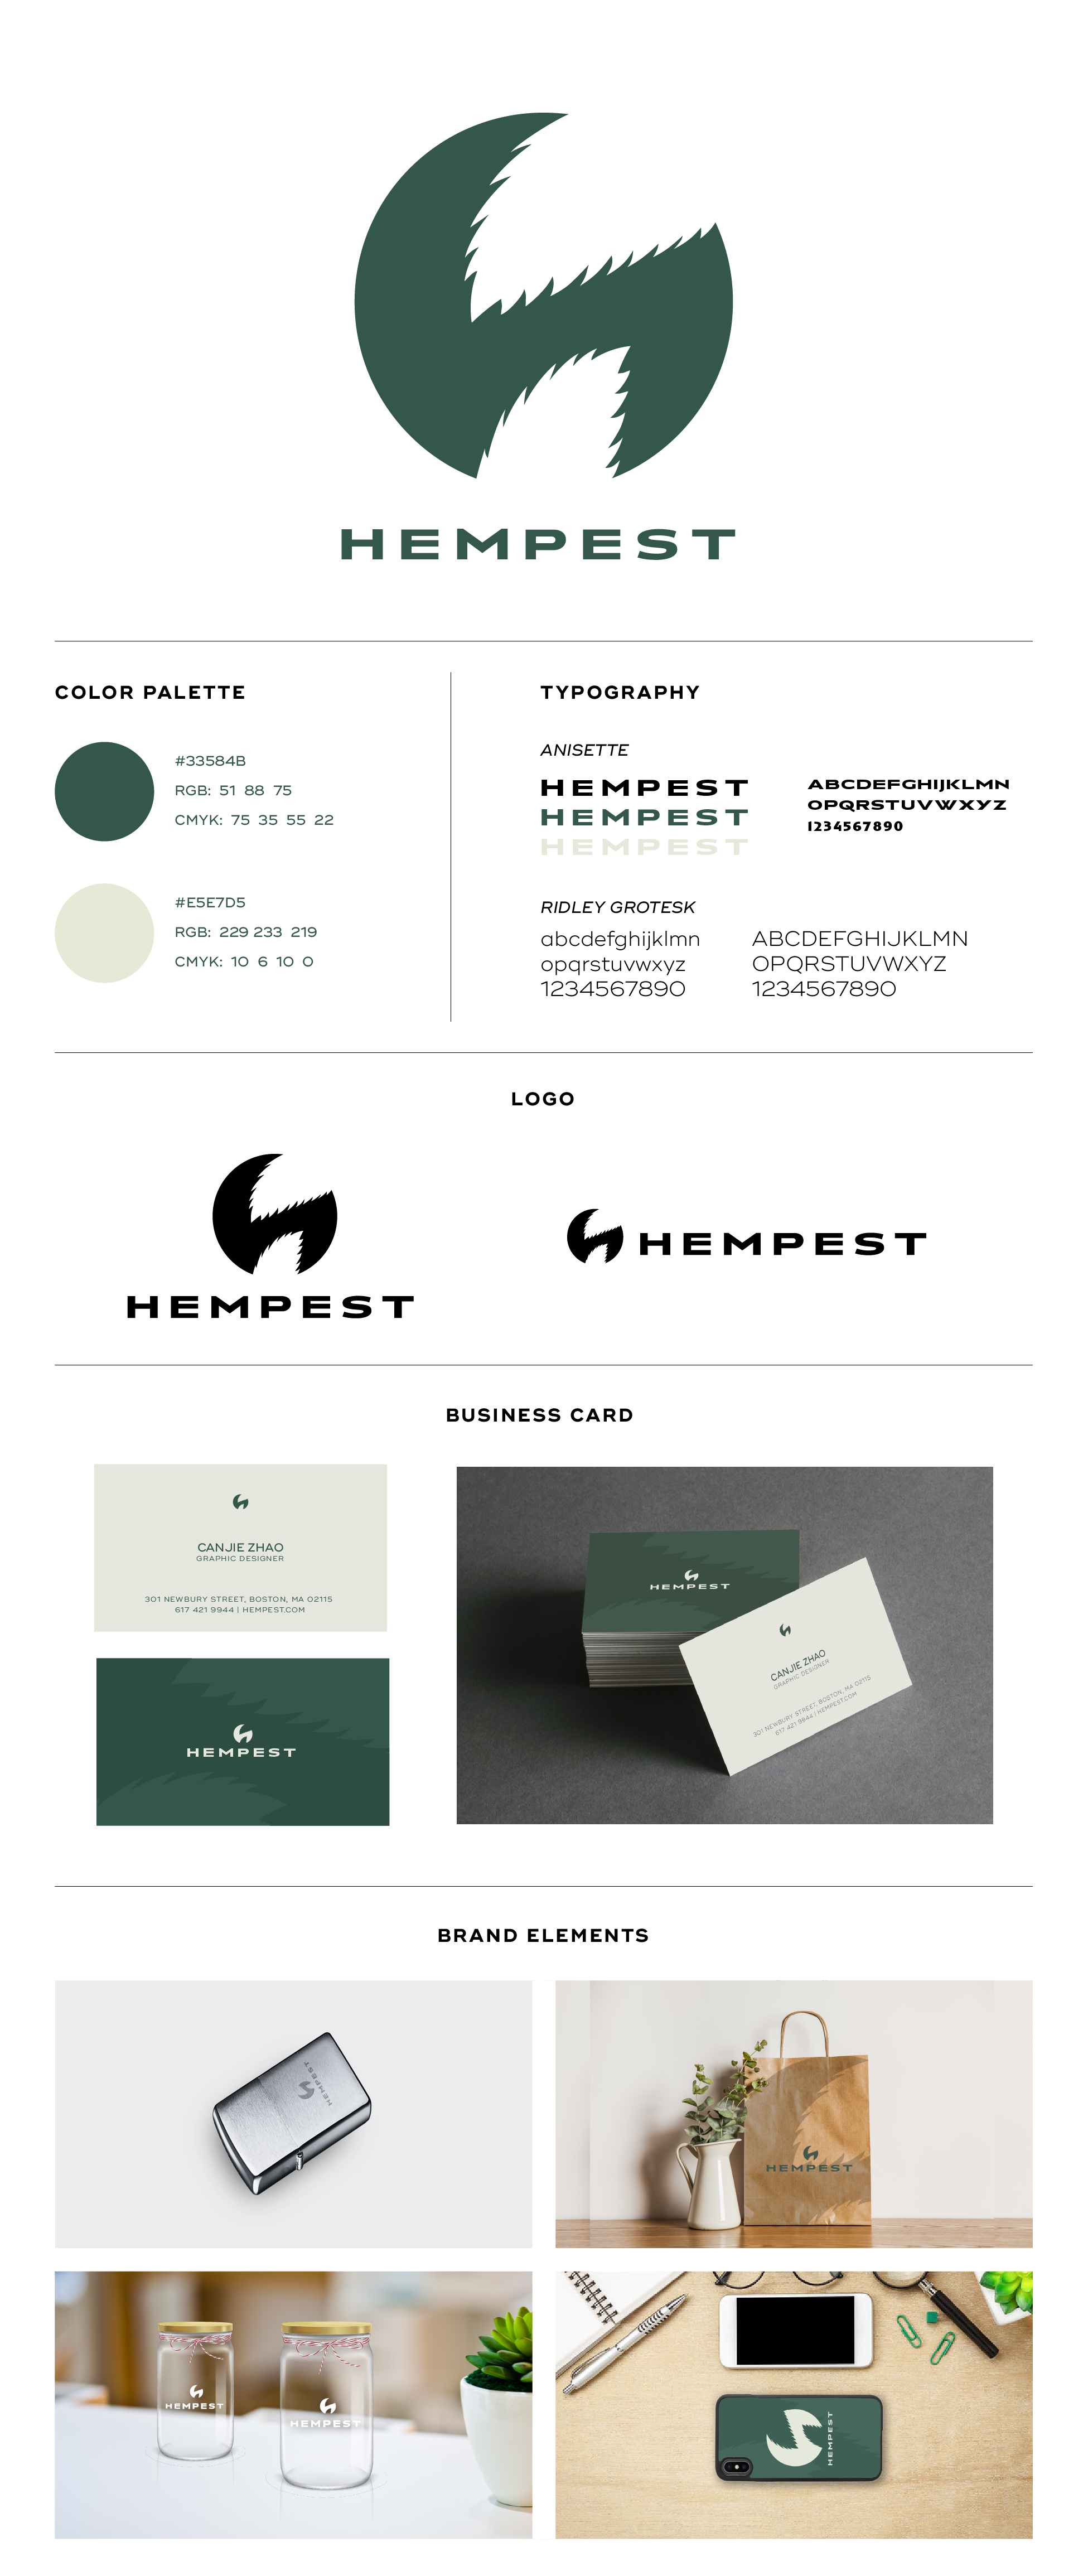 HEMPEST
COLOR PALETTE
#33584B
RGB: 51 88 75
CMYK: 75 35 55 22
#E5E7D5
RGB: 229 233 219
CMYK: 10 6 10 0
TYPOGRAPHY
ANISETTE
HEMPEST
HEMPEST
HEMPEST
ABCDEFGHIJKLMN
OPQRSTUVWXYZ
1234567890
RIDLEY GROTESK
abcdefghijklmn
opqrstuvwxyz
1234567890
ABCDEFGHIJKLMN
OPQRSTUVWXYZ
1234567890
LOGO
HEMPEST
HEMPEST
BUSINESS CARD
CANJIE ZHAO
GRAPHIC DESIGNER
301 NEWBURY STREET, BOSTON, MA 02115
617 421 9944 | HEMPEST.COM
HEMPEST
HEMPEST
CANJIE ZHAO
GRAPHIC DESIGNER
301 NEWBURY STREET, BOSTON, MA 02115
617 421 9944 | HEMPEST.COM
BRAND ELEMENTS
HEMPEST
HEMPEST
HEMPEST
HEMPEST
HEMPEST